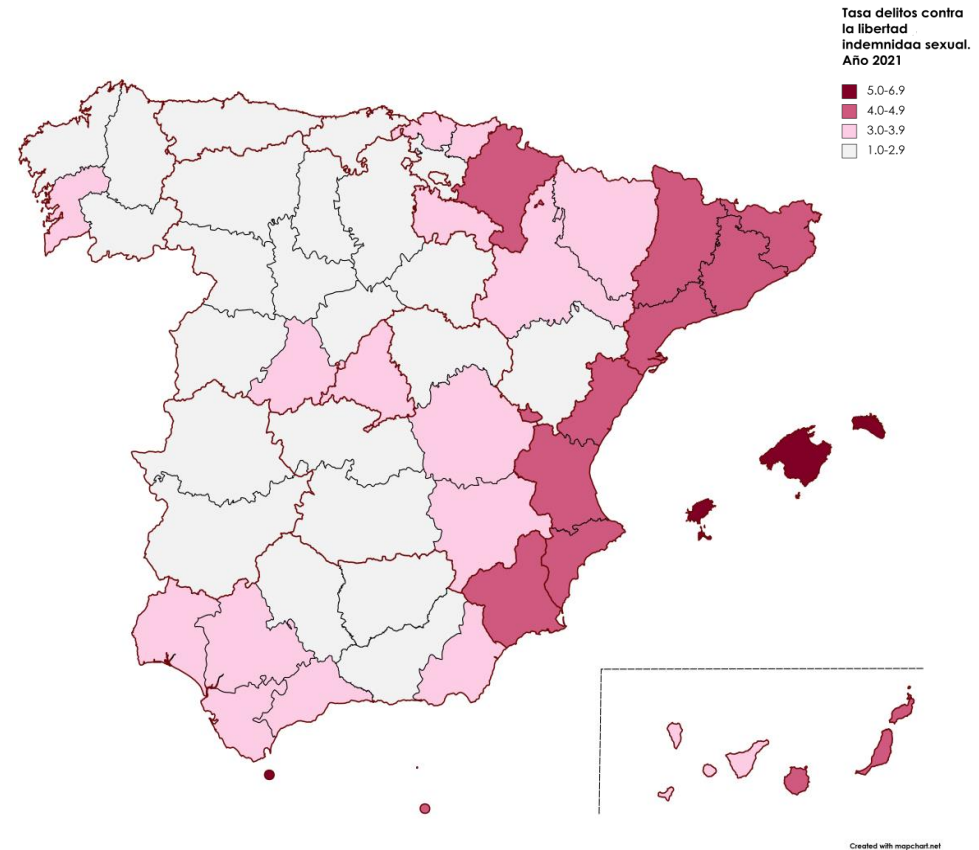 Tasa delitos contra
la libertad
indemnidaa sexual.
Año 2021
5.0-6.9
4.0-4.9
3.0-3.9
1.0-2.9
Created with mapchart.net